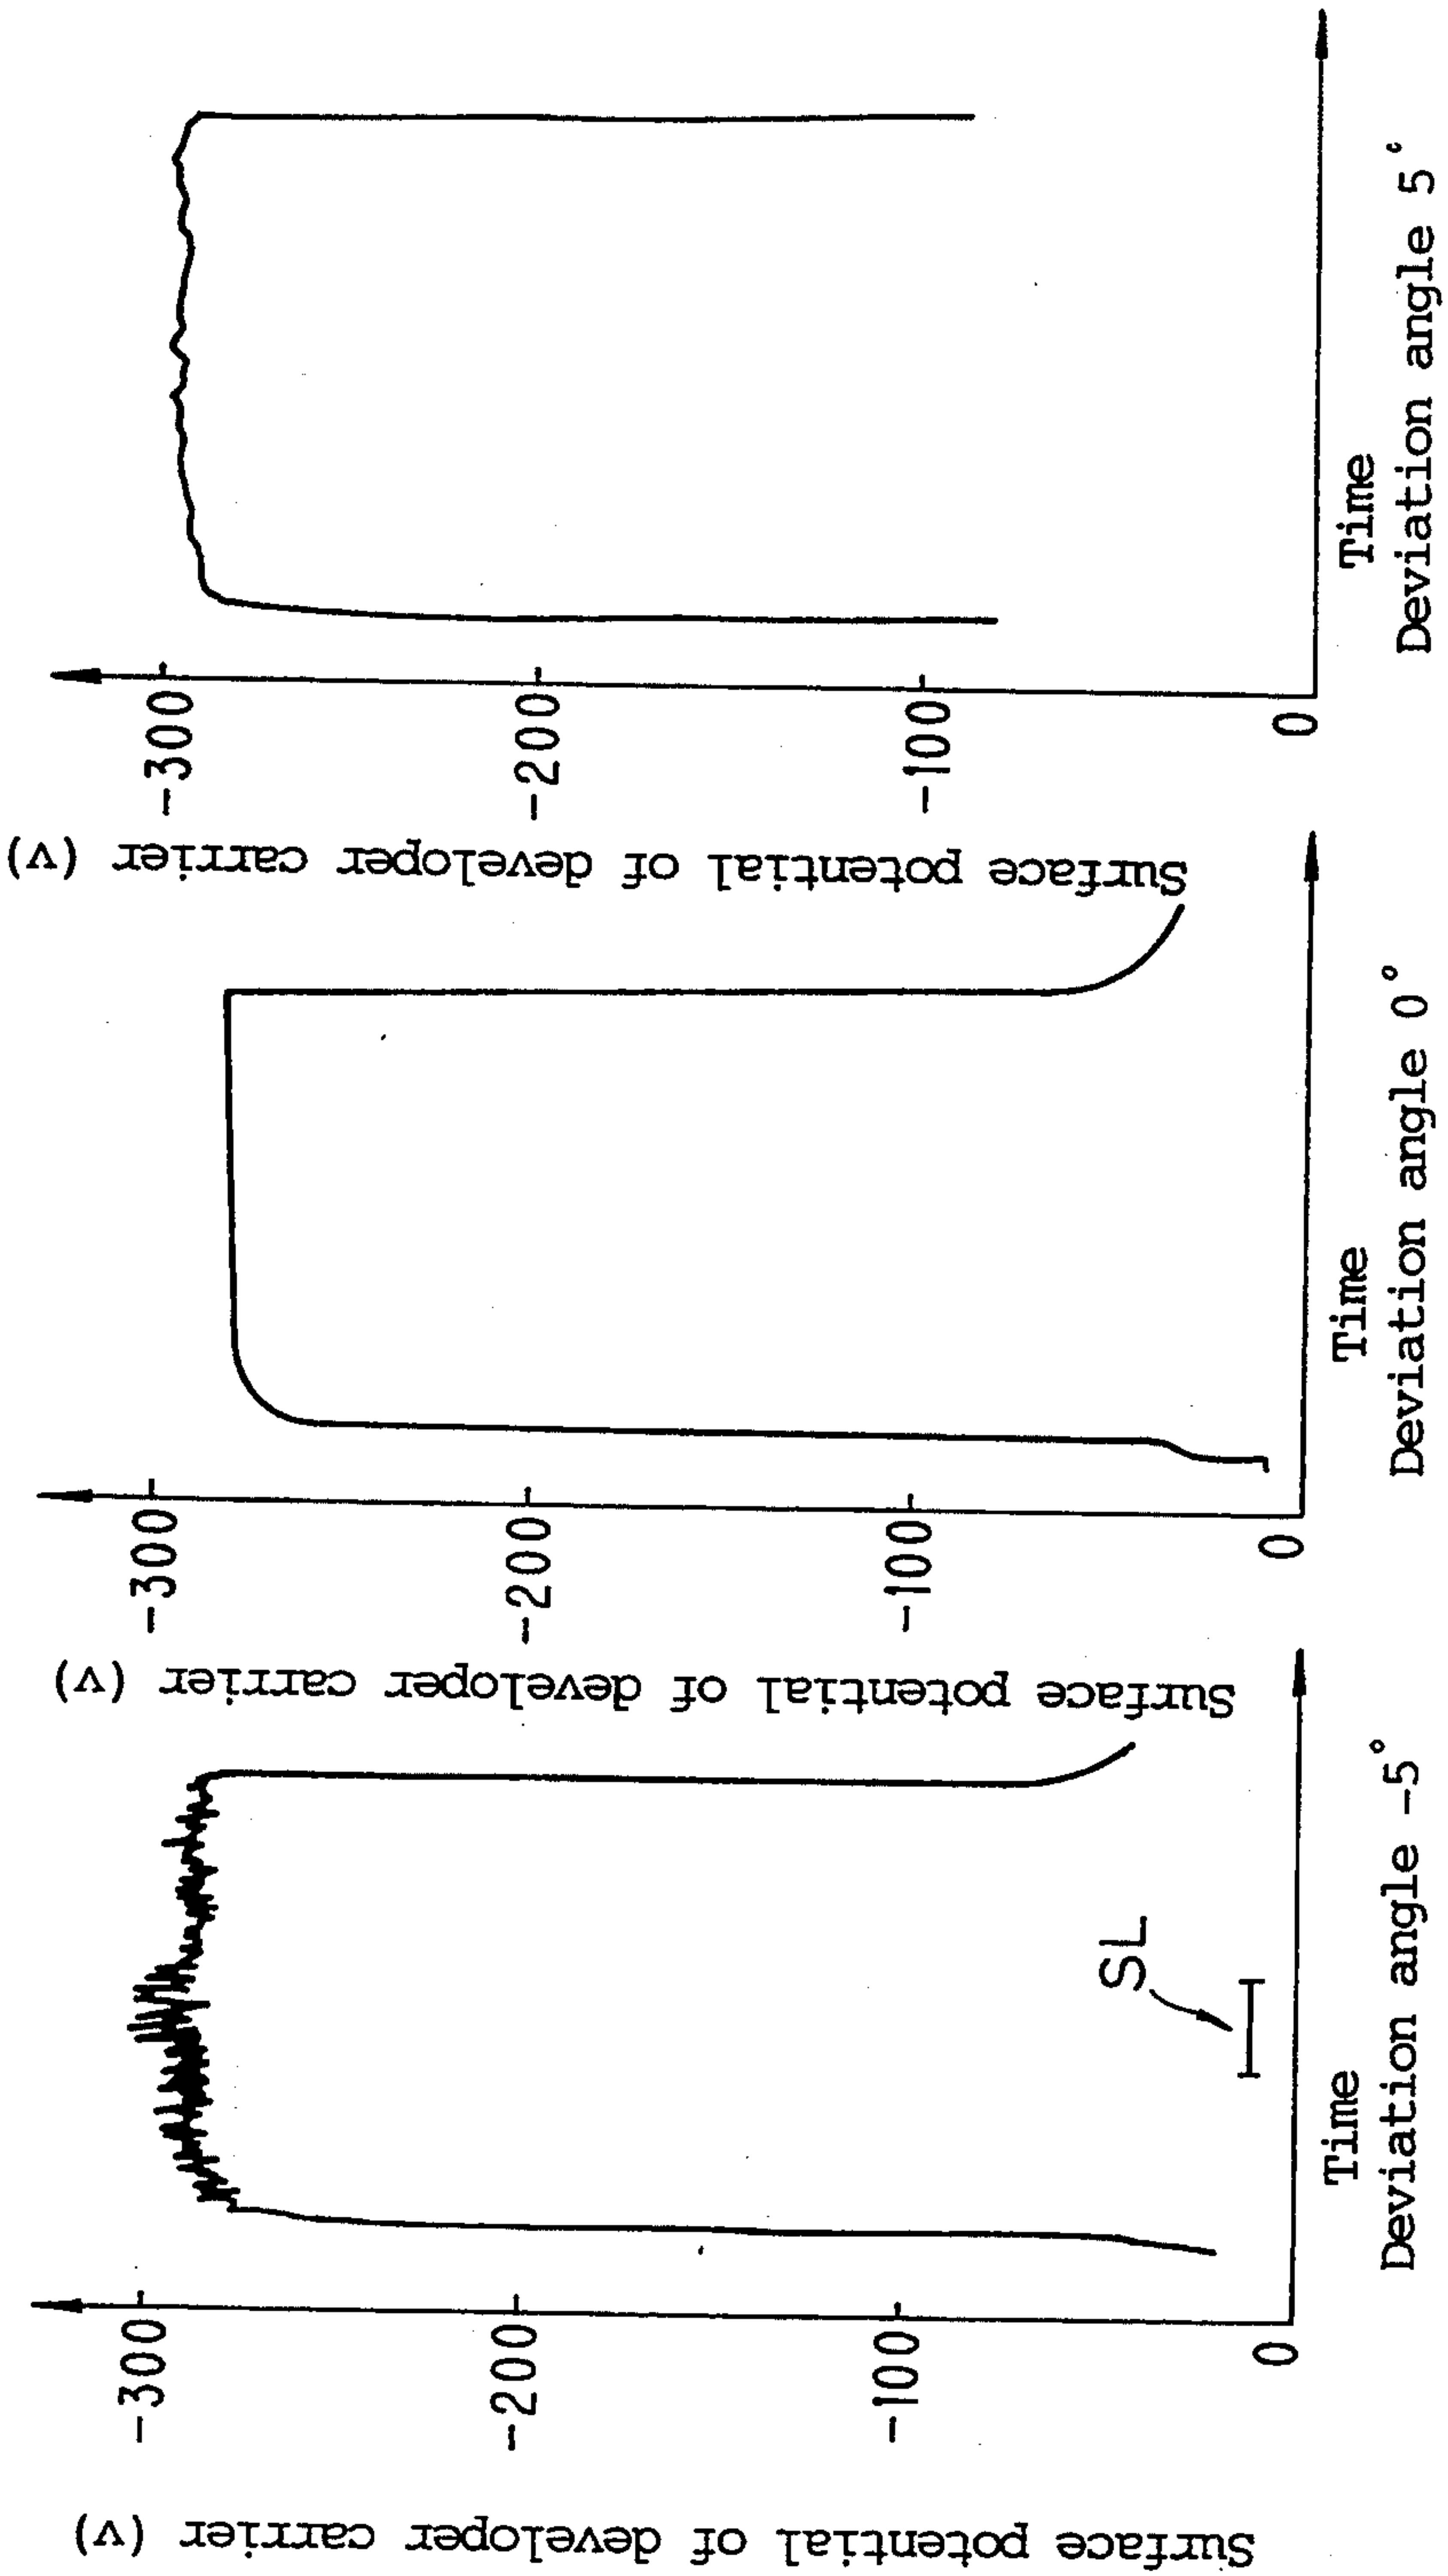 Surface potential of developer carrier (v)
-300
-200
-100
0
SL
Time
Deviation angle -5°
Surface potential of developer carrier (v)
-300
-200
-100
0
Time
Deviation angle 0°
Surface potential of developer carrier (v)
-300
-200
-100
0
Time
Deviation angle 5°